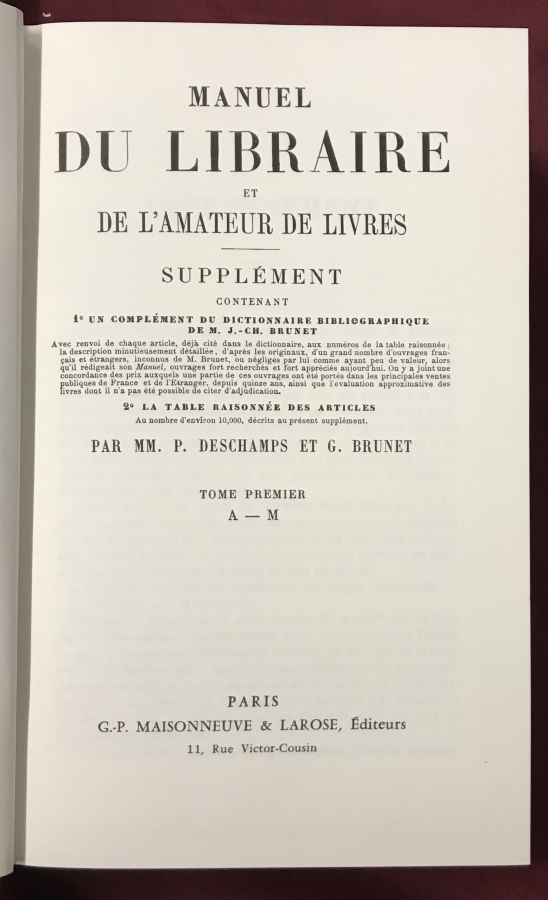 MANUEL
DU LIBRAIRE
ET
DE L'AMATEUR DE LIVRES
SUPPLÉMENT
CONTENANT
1º UN COMPLÉMENT DU DICTIONNAIRE BIBLIOGRAPHIQUE
DE M. J.-CH. BRUNET
Avec renvoi de chaque article, déjà cité dans le dictionnaire, aux numéros de la table raisonnée ;
la description minutieusement détaillée, d'après les originaux, d'un grand nombre d'ouvrages fran-
çais et étrangers, inconnus de M. Brunet, ou négligés par lui comme ayant peu de valeur, alors
qu'il rédigeait son Manuel, ouvrages fort recherchés et fort appréciés aujourd'hui. On y a joint une
concordance des prix auxquels une partie de ces ouvrages ont été portés dans les principales ventes
publiques de France et de l'Etranger, depuis quinze ans, ainsi que l'évaluation approximative des
livres dont il n'a pas été possible de citer d'adjudication.
2º LA TABLE RAISONNÉE DES ARTICLES
Au nombre d'environ 10,000, décrits au présent supplément.
PAR MM. P. DESCHAMPS ET G. BRUNET
TOME PREMIER
A — M
PARIS
G.-P. MAISONNEUVE & LAROSE, Éditeurs
11, Rue Victor-Cousin